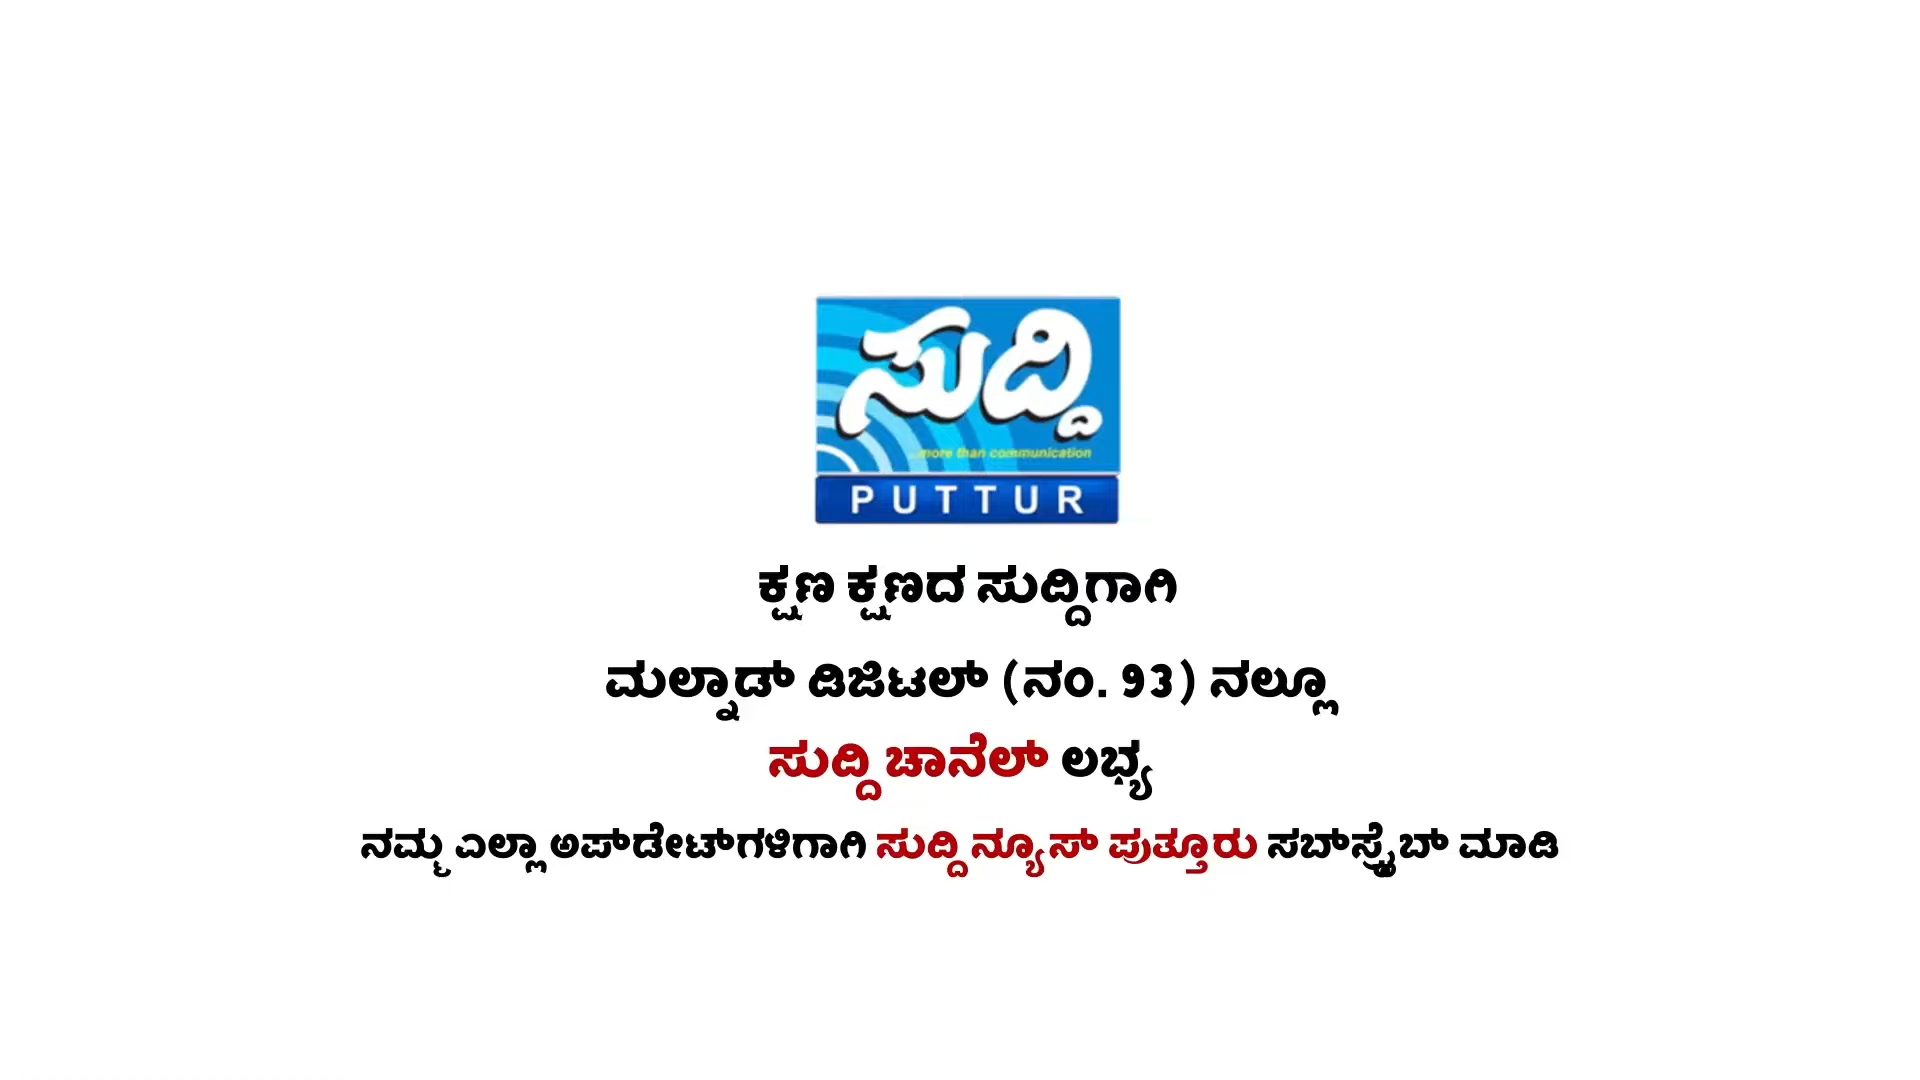 ಸುದ್ದಿ
more than communication
PUTTUR
ಕ್ಷಣ ಕ್ಷಣದ ಸುದ್ದಿಗಾಗಿ
ಮಲ್ನಾಡ್ ಡಿಜಿಟಲ್ (ನಂ. 93) ನಲ್ಲೂ
ಸುದ್ದಿ ಚಾನೆಲ್ ಲಭ್ಯ
ನಮ್ಮ ಎಲ್ಲಾ ಅಪ್‌ಡೇಟ್‌ಗಳಿಗಾಗಿ ಸುದ್ದಿ ನ್ಯೂಸ್ ಪುತ್ತೂರು ಸಬ್‌ಸ್ಕ್ರೈಬ್ ಮಾಡಿ